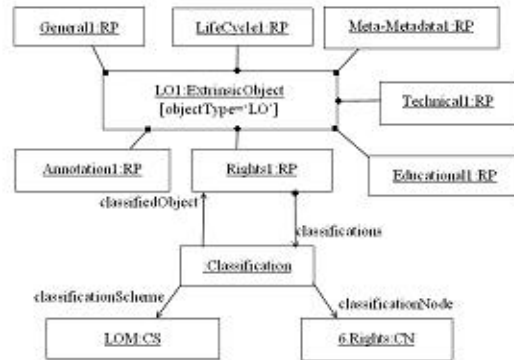 General1:RP
LifeCycle1:RP
Meta-Metadata1:RP
LO1:ExtrinsicObject
[objectType='LO']
Technical1:RP
Annotation1:RP
Rights1:RP
Educational1:RP
classifiedObject
classifications
:Classification
classificationScheme
classificationNode
LOM:CS
6.Rights:CN